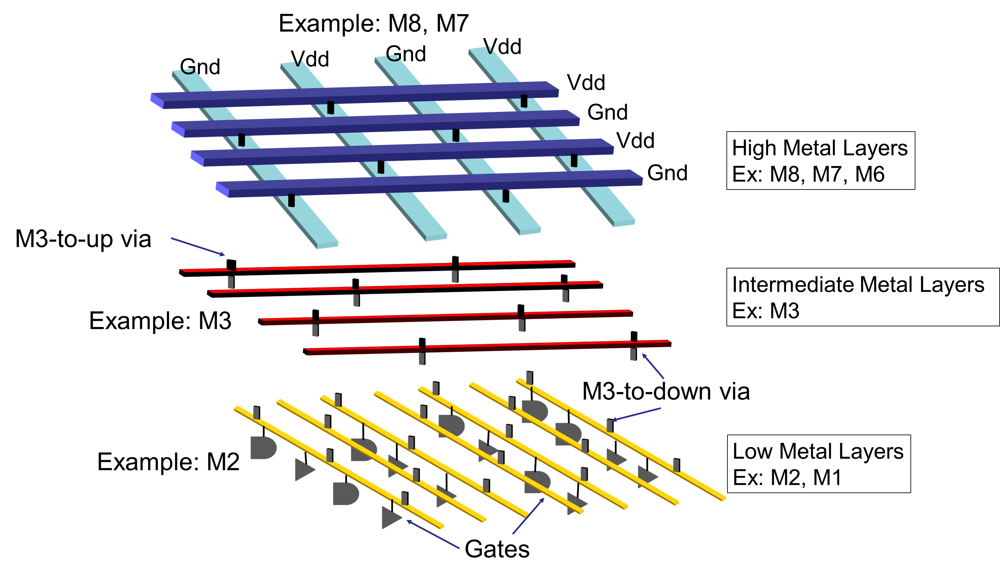 Example: M8, M7
Gnd
Vdd
Gnd
Vdd
Vdd
Gnd
Vdd
Gnd
High Metal Layers
Ex: M8, M7, M6
M3-to-up via
Intermediate Metal Layers
Ex: M3
Example: M3
M3-to-down via
Low Metal Layers
Ex: M2, M1
Example: M2
Gates